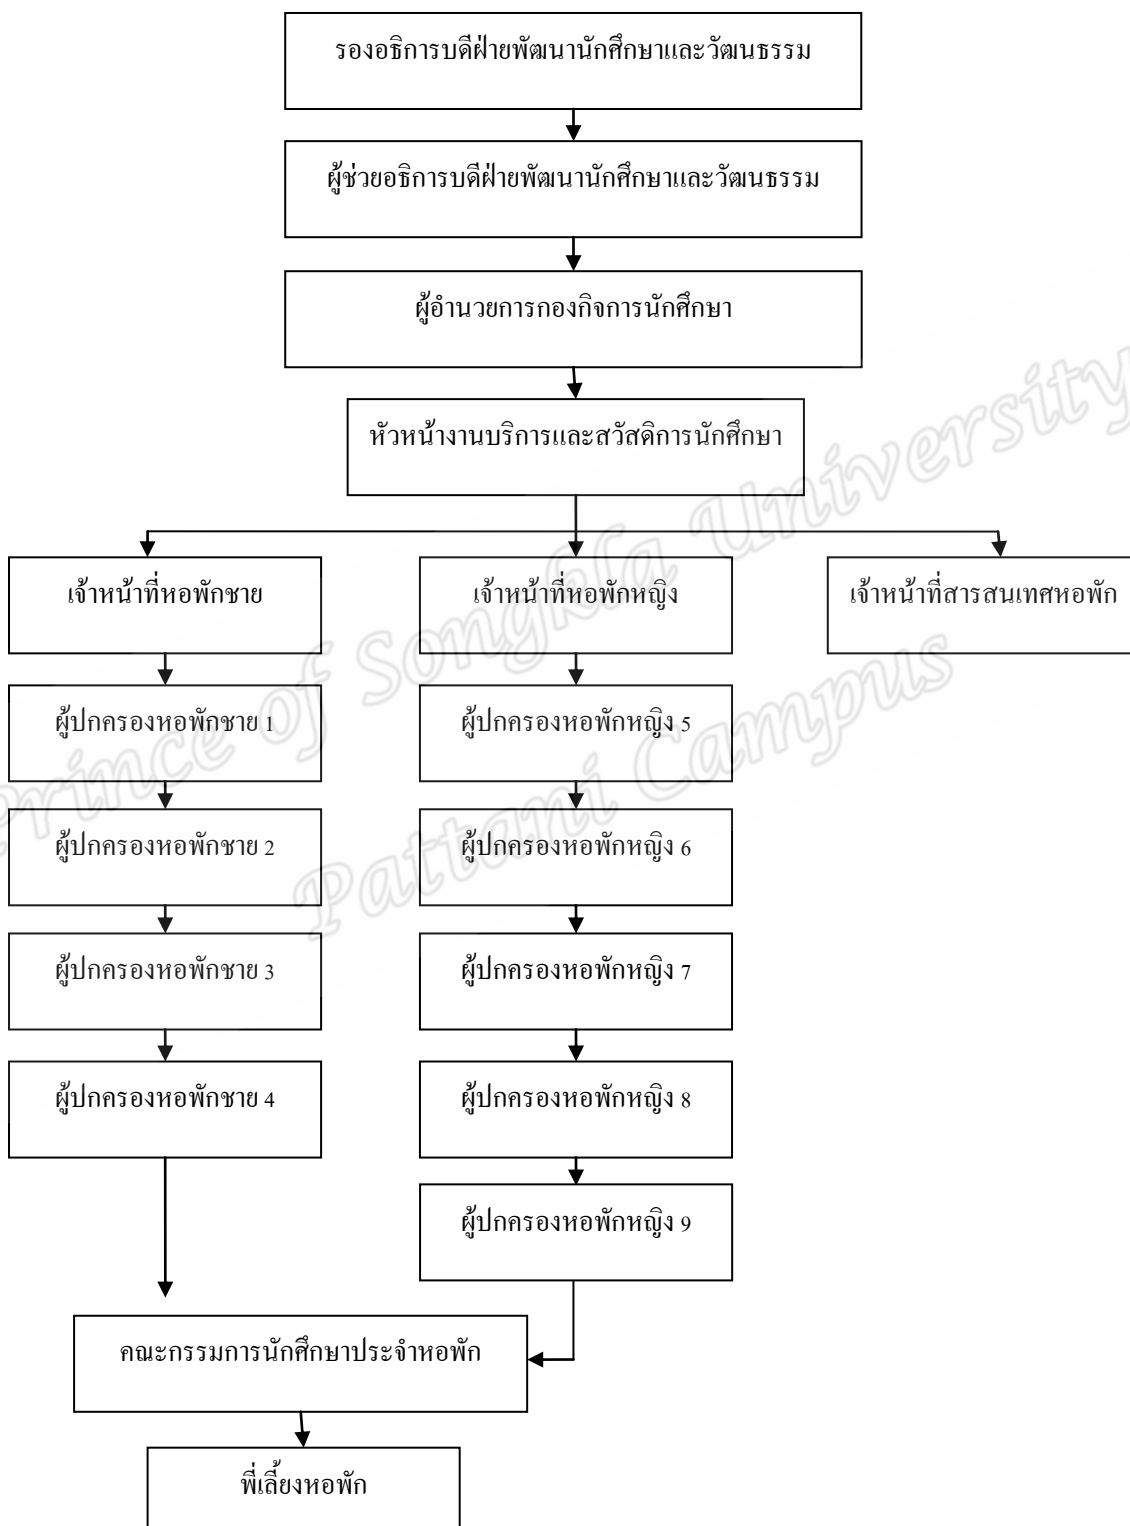 รองอธิการบดีฝ่ายพัฒนานักศึกษาและวัฒนธรรม
ผู้ช่วยอธิการบดีฝ่ายพัฒนานักศึกษาและวัฒนธรรม
ผู้อำนวยการกองกิจการนักศึกษา
หัวหน้างานบริการและสวัสดิการนักศึกษา
เจ้าหน้าที่หอพักชาย
เจ้าหน้าที่หอพักหญิง
เจ้าหน้าที่สารสนเทศหอพัก
ผู้ปกครองหอพักชาย 1
ผู้ปกครองหอพักหญิง 5
ผู้ปกครองหอพักชาย 2
ผู้ปกครองหอพักหญิง 6
ผู้ปกครองหอพักชาย 3
ผู้ปกครองหอพักหญิง 7
ผู้ปกครองหอพักชาย 4
ผู้ปกครองหอพักหญิง 8
ผู้ปกครองหอพักหญิง 9
คณะกรรมการนักศึกษาประจำหอพัก
พี่เลี้ยงหอพัก
Prince of Songkla University
Pattani Campus